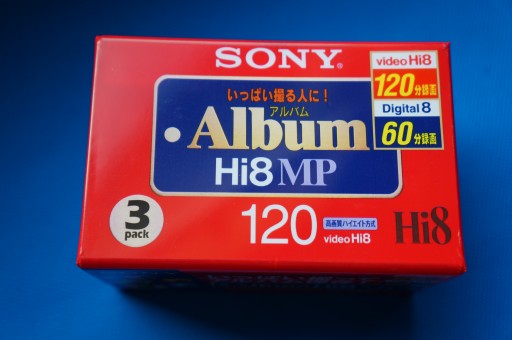 SONY
video Hi8
120分録画
Digital 8
60分録画
いっぱい撮る人に!
アルバム
Album
Hi8 MP
3
pack
120
高画質ハイエイト方式
video Hi8
Hi8